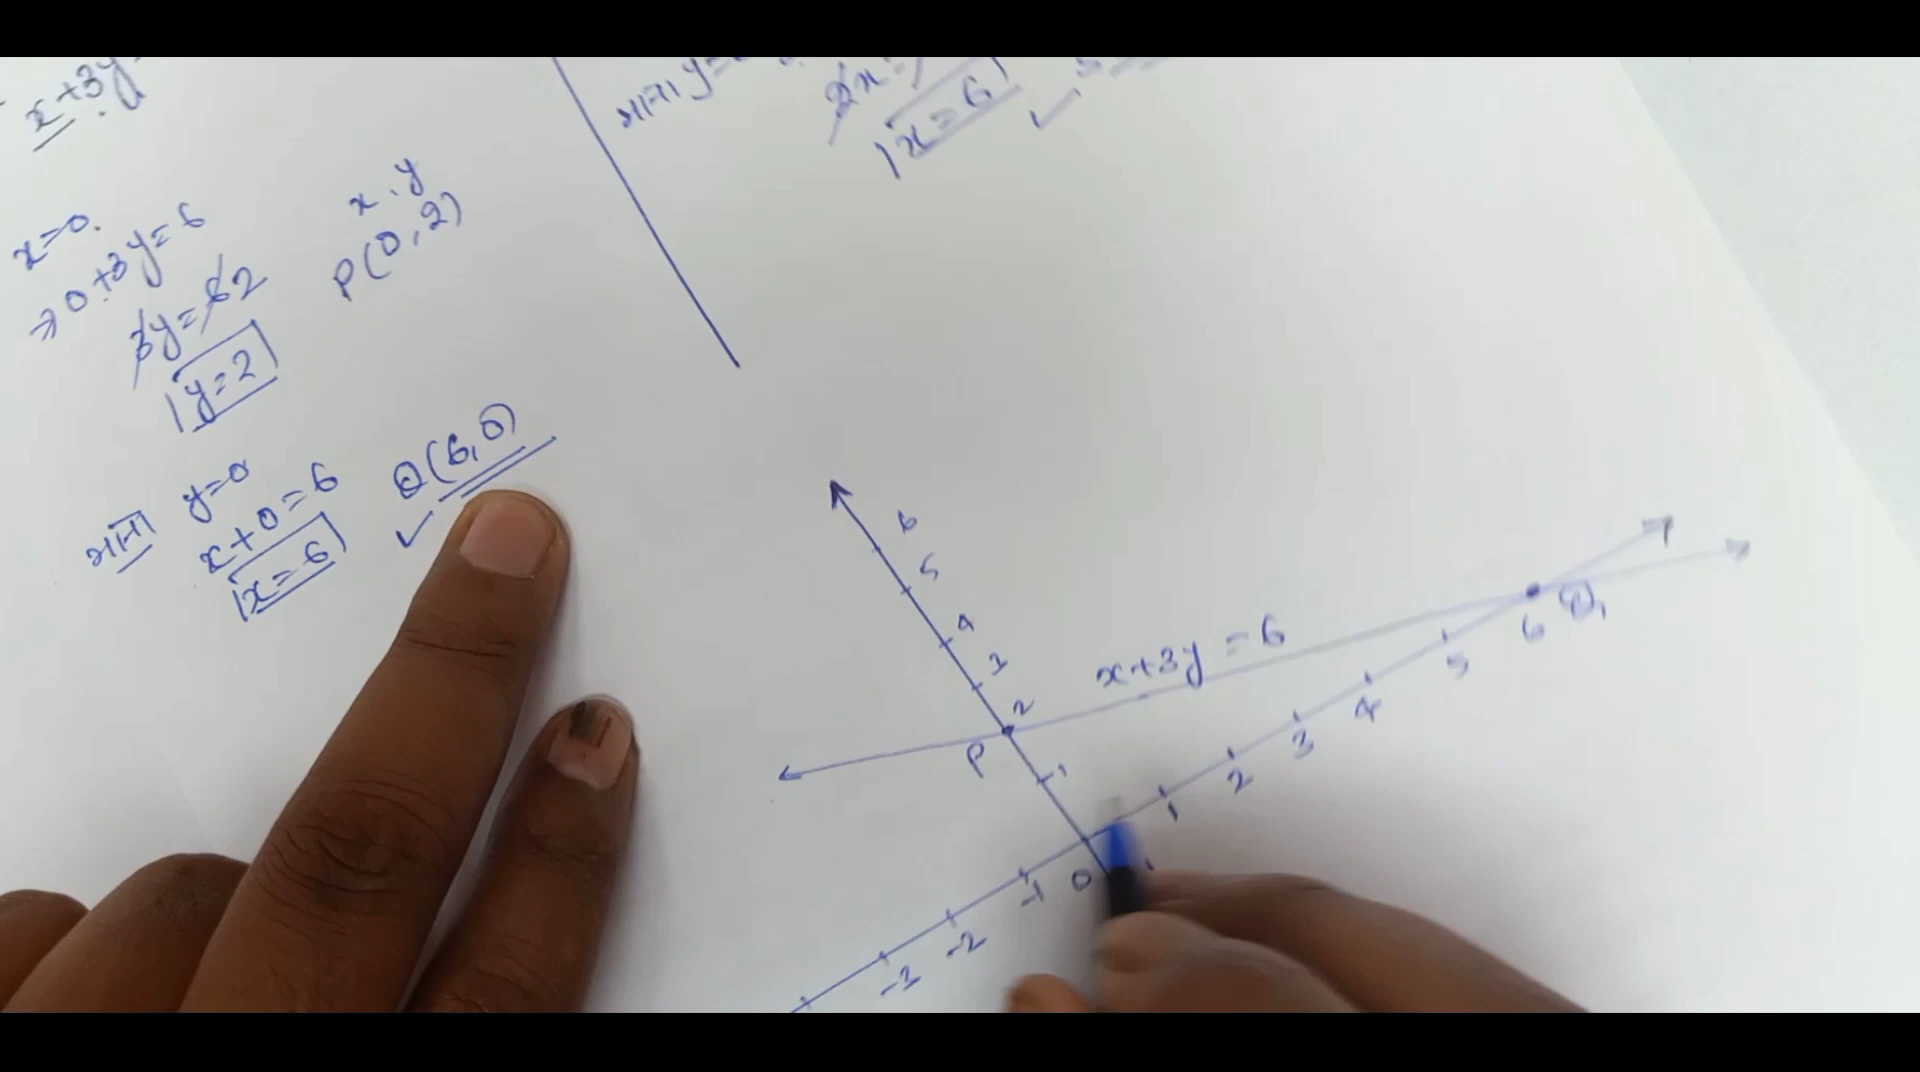 x+3y
x=0.
⇒ 0+3y=6
3y=6 2
y=2
x, y
P(0,2)
माना y=0
x+0=6
x=6
Q(6,0)
माना y=
2x=
x=6
6
5
4
3
2
1
P
x+3y=6
Q
-3 -2 -1 0 1 2 3 4 5 6